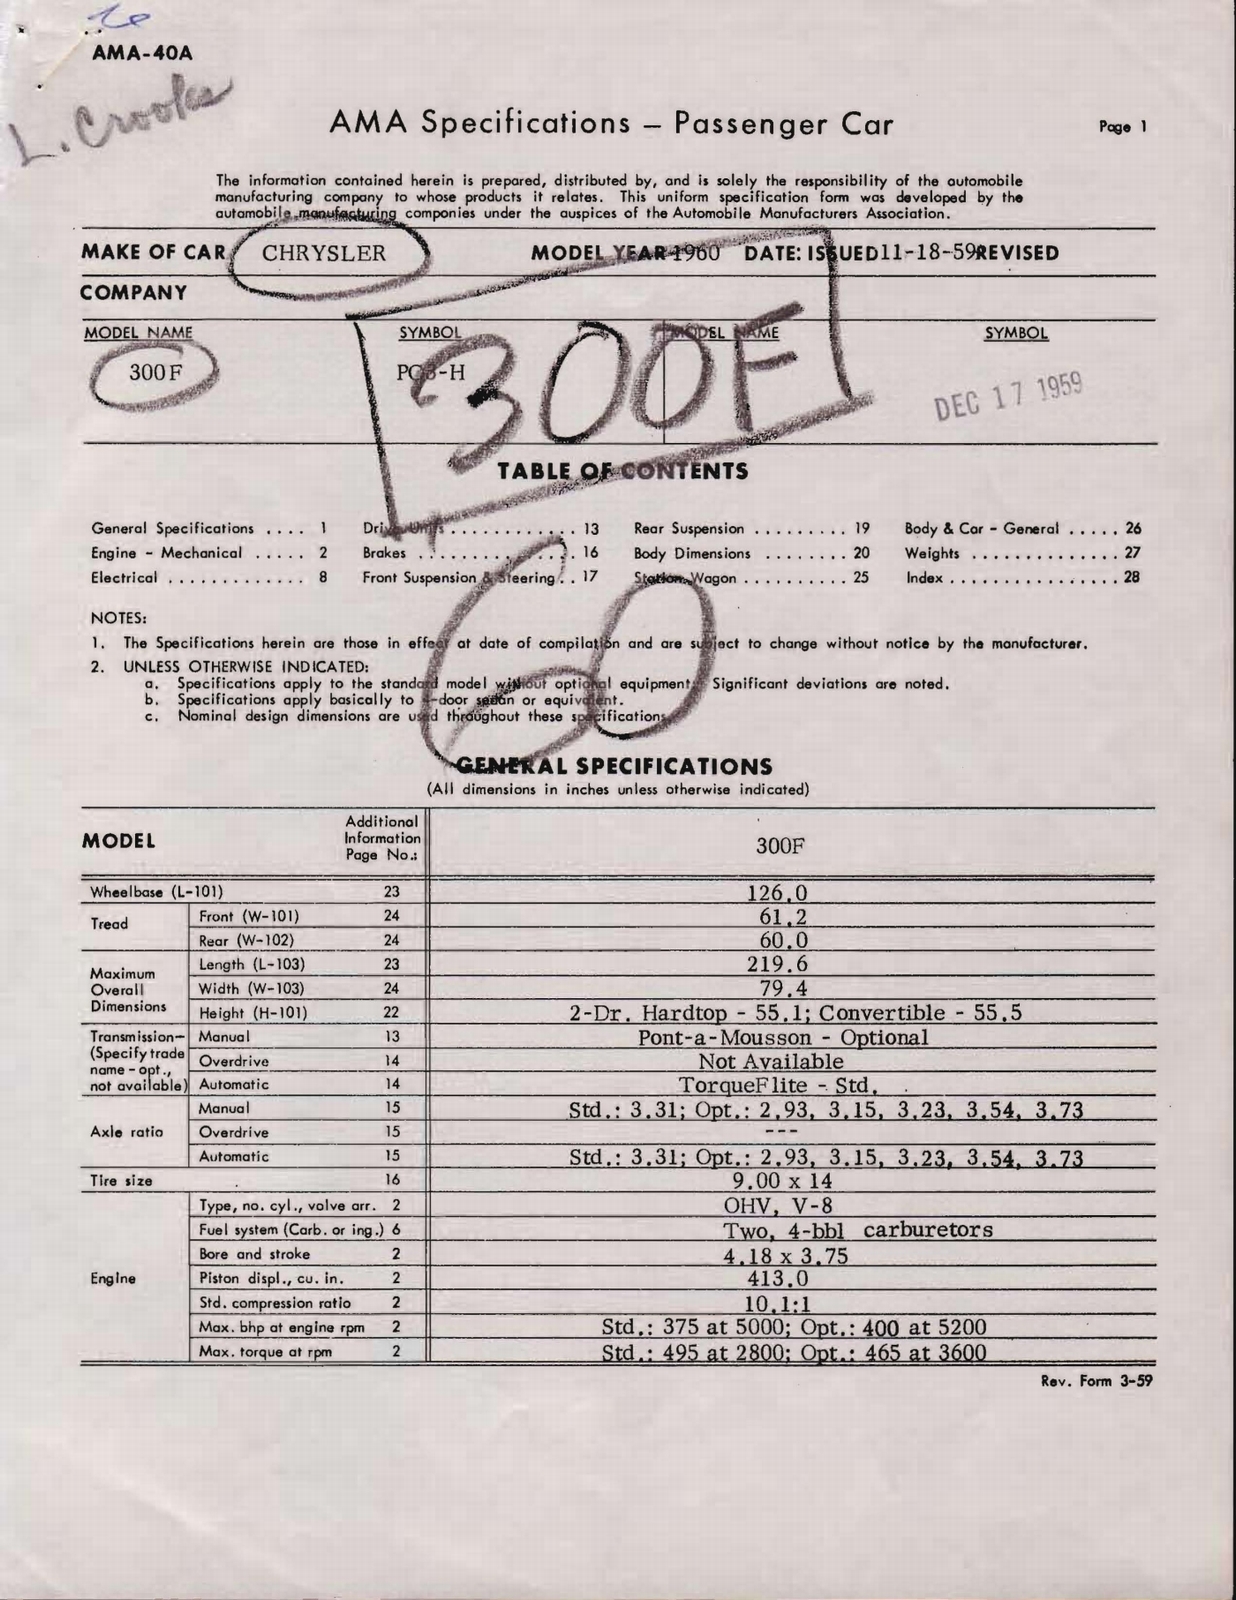 AMA-40A
L. Crooks
AMA Specifications – Passenger Car
Page 1
The information contained herein is prepared, distributed by, and is solely the responsibility of the automobile
manufacturing company to whose products it relates. This uniform specification form was developed by the
automobile manufacturing companies under the auspices of the Automobile Manufacturers Association.
MAKE OF CAR CHRYSLER MODEL YEAR 1960 DATE: ISSUED 11-18-59 REVISED
COMPANY
MODEL NAME SYMBOL MODEL NAME SYMBOL
300F PC3-H
300F
DEC 17 1959
TABLE OF CONTENTS
General Specifications .... 1 Drive Units ............ 13 Rear Suspension ......... 19 Body & Car - General ..... 26
Engine - Mechanical ..... 2 Brakes ............ 16 Body Dimensions ........ 20 Weights .............. 27
Electrical ............ 8 Front Suspension & Steering .. 17 Station Wagon .......... 25 Index ................ 28
60
NOTES:
1. The Specifications herein are those in effect at date of compilation and are subject to change without notice by the manufacturer.
2. UNLESS OTHERWISE INDICATED:
a. Specifications apply to the standard model without optional equipment. Significant deviations are noted.
b. Specifications apply basically to 4-door sedan or equivalent.
c. Nominal design dimensions are used throughout these specifications.
GENERAL SPECIFICATIONS
(All dimensions in inches unless otherwise indicated)
MODEL Additional Information Page No.: 300F
Wheelbase (L-101) 23 126.0
Tread Front (W-101) 24 61.2
Rear (W-102) 24 60.0
Maximum Overall Dimensions Length (L-103) 23 219.6
Width (W-103) 24 79.4
Height (H-101) 22 2-Dr. Hardtop - 55.1; Convertible - 55.5
Transmission- (Specify trade name - opt., not available) Manual 13 Pont-a-Mousson - Optional
Overdrive 14 Not Available
Automatic 14 TorqueFlite - Std.
Axle ratio Manual 15 Std.: 3.31; Opt.: 2.93, 3.15, 3.23, 3.54, 3.73
Overdrive 15 ---
Automatic 15 Std.: 3.31; Opt.: 2.93, 3.15, 3.23, 3.54, 3.73
Tire size 16 9.00 x 14
Engine Type, no. cyl., valve arr. 2 OHV, V-8
Fuel system (Carb. or inj.) 6 Two, 4-bbl carburetors
Bore and stroke 2 4.18 x 3.75
Piston displ., cu. in. 2 413.0
Std. compression ratio 2 10.1:1
Max. bhp at engine rpm 2 Std.: 375 at 5000; Opt.: 400 at 5200
Max. torque at rpm 2 Std.: 495 at 2800; Opt.: 465 at 3600
Rev. Form 3-59